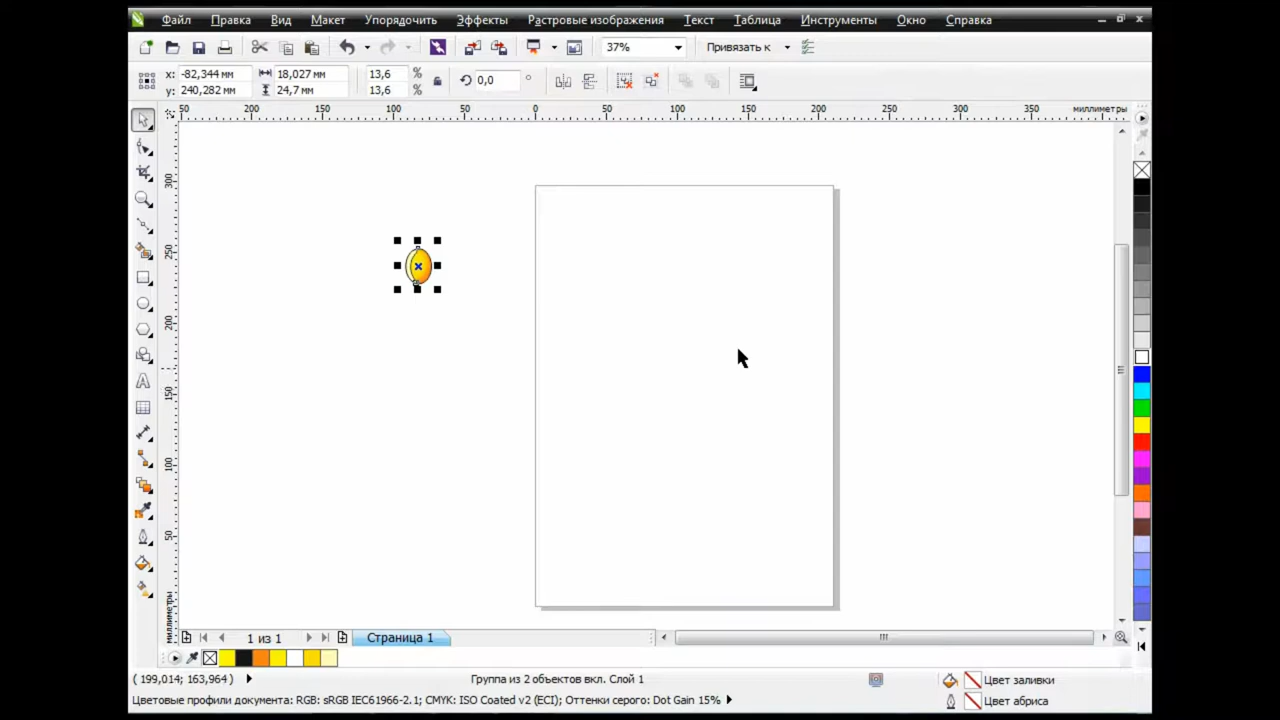 Файл Правка Вид Макет Упорядочить Эффекты Растровые изображения Текст Таблица Инструменты Окно Справка
37% Привязать к
x: -82,344 мм 18,027 мм 13,6 % 0,0 °
y: 240,282 мм 24,7 мм 13,6 %
50 200 150 100 50 0 50 100 150 200 250 300 350 миллиметры
300
250
200
150
100
50
миллиметры
1 из 1 Страница 1
( 199,014; 163,964 ) Группа из 2 объектов вкл. Слой 1 Цвет заливки
Цветовые профили документа: RGB: sRGB IEC61966-2.1; CMYK: ISO Coated v2 (ECI); Оттенки серого: Dot Gain 15% Цвет абриса